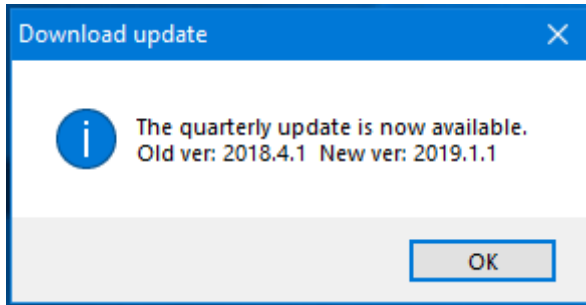 Download update
The quarterly update is now available.
Old ver: 2018.4.1 New ver: 2019.1.1
OK